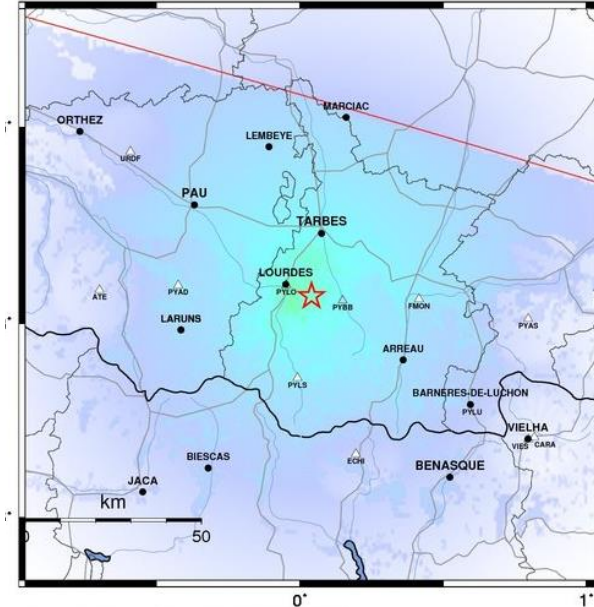 MARCIAC
ORTHEZ
LEMBEYE
URDF
PAU
TARBES
LOURDES
PYLO
PYAD
ATE
PYBB
FMON
PYAS
LARUNS
ARREAU
PYLS
BARNERES-DE-LUCHON
PYLU
VIELHA
VIES CARA
BIESCAS
ECHI
BENASQUE
JACA
km
0 50
0° 1°